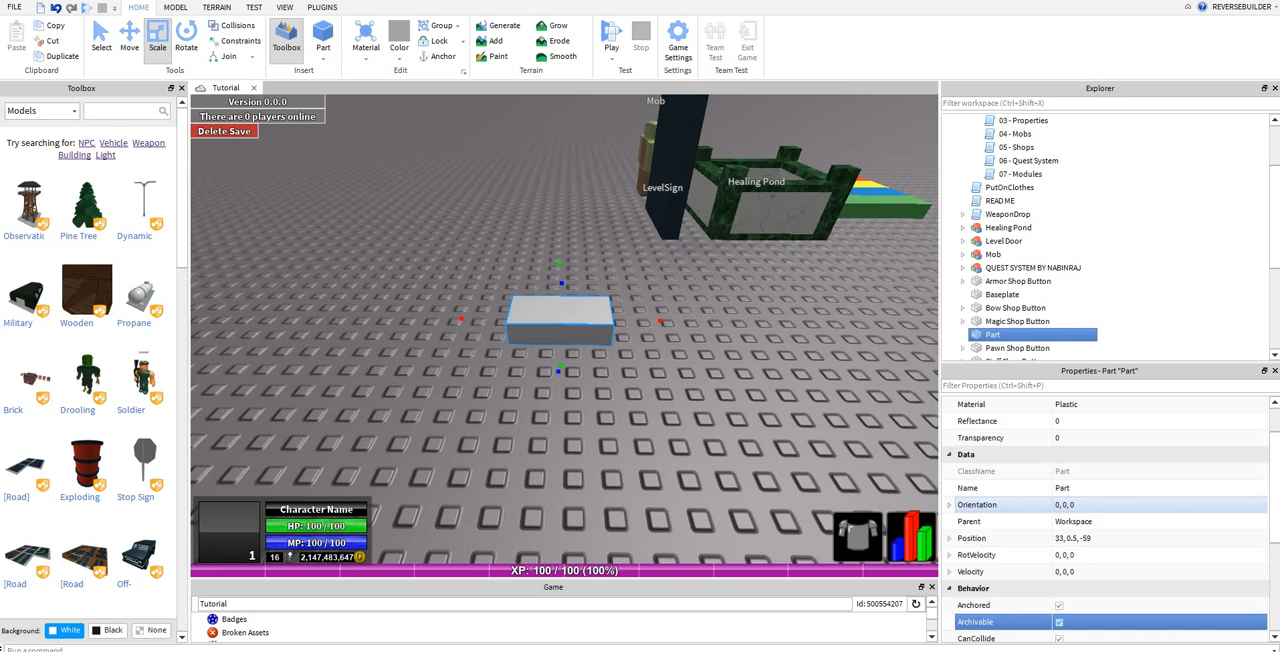 FILE HOME MODEL TERRAIN TEST VIEW PLUGINS REVERSEBUILDER
Paste Copy Cut Duplicate Clipboard
Select Move Scale Rotate Collisions Constraints Join Tools
Toolbox Part Insert
Material Color Group Lock Anchor Edit
Generate Add Paint Grow Erode Smooth Terrain
Play Stop Test
Game Settings Settings
Team Test Exit Game Team Test
Toolbox
Models
Try searching for: NPC Vehicle Weapon
Building Light
Observatic Pine Tree Dynamic
Military Wooden Propane
Brick Drooling Soldier
[Road] Exploding Stop Sign
[Road [Road Off-
Background: White Black None
Run a command
Tutorial
Version 0.0.0
There are 0 players online
Delete Save
Mob
LevelSign
Healing Pond
1
Character Name
HP: 100 / 100
MP: 100 / 100
16 2,147,483,647
XP: 100 / 100 (100%)
Game
Tutorial Id: 500554207
Badges
Broken Assets
Explorer
Filter workspace (Ctrl+Shift+X)
03 - Properties
04 - Mobs
05 - Shops
06 - Quest System
07 - Modules
PutOnClothes
READ ME
WeaponDrop
Healing Pond
Level Door
Mob
QUEST SYSTEM BY NABINRAJ
Armor Shop Button
Baseplate
Bow Shop Button
Magic Shop Button
Part
Pawn Shop Button
Properties - Part "Part"
Filter Properties (Ctrl+Shift+P)
Material Plastic
Reflectance 0
Transparency 0
Data
ClassName Part
Name Part
Orientation 0, 0, 0
Parent Workspace
Position 33, 0.5, -59
RotVelocity 0, 0, 0
Velocity 0, 0, 0
Behavior
Anchored
Archivable
CanCollide